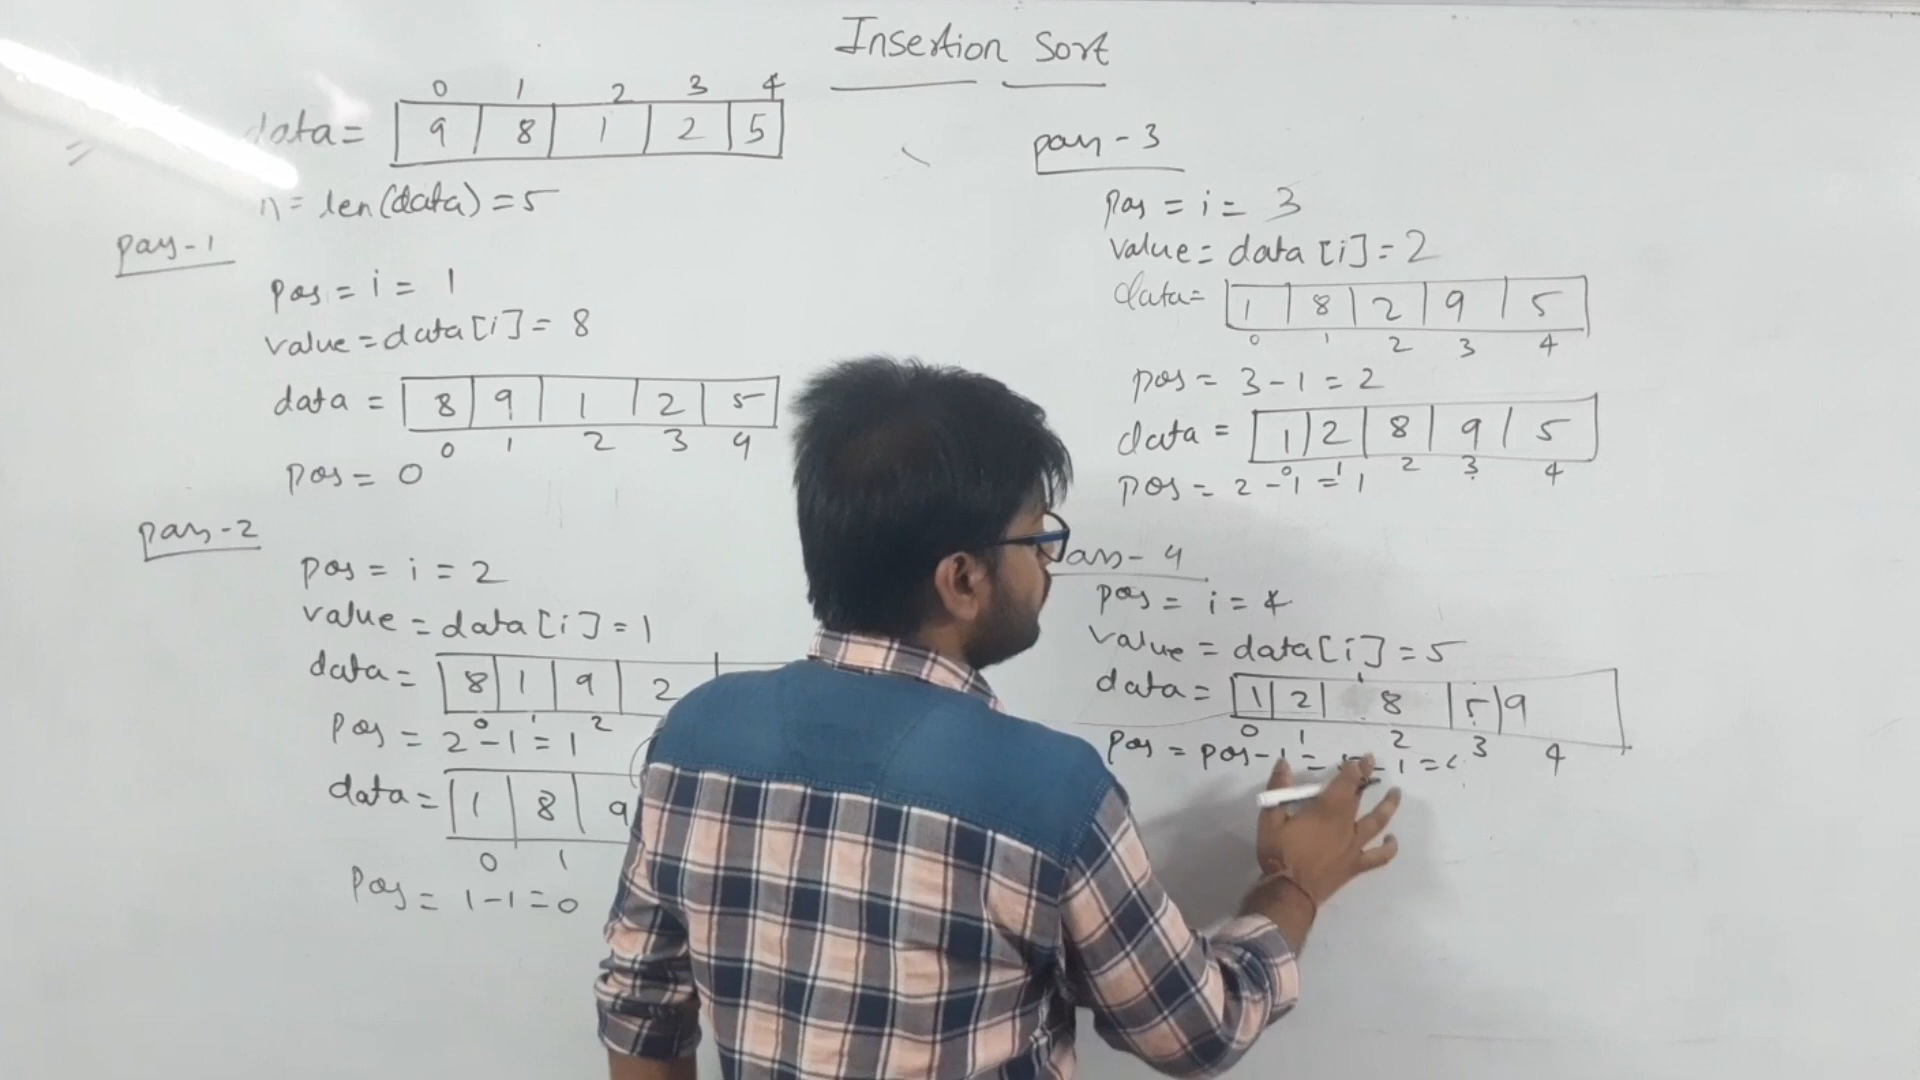 Insertion Sort
0 1 2 3 4
data = 9 8 1 2 5
n = len(data) = 5
pass-1
pos = i = 1
value = data[i] = 8
data = 8 9 1 2 5
0 1 2 3 4
pos = 0
pass-2
pos = i = 2
value = data[i] = 1
data = 8 1 9 2
0 1 2
pos = 2-1 = 1
data = 1 8 9
0 1
pos = 1-1 = 0
pass-3
pos = i = 3
value = data[i] = 2
data = 1 8 2 9 5
0 1 2 3 4
pos = 3-1 = 2
data = 1 2 8 9 5
0 1 2 3 4
pos = 2-1 = 1
ass-4
pos = i = 4
value = data[i] = 5
data = 1 2 8 5 9
0 1 2 3 4
pos = pos-1 = -1 =